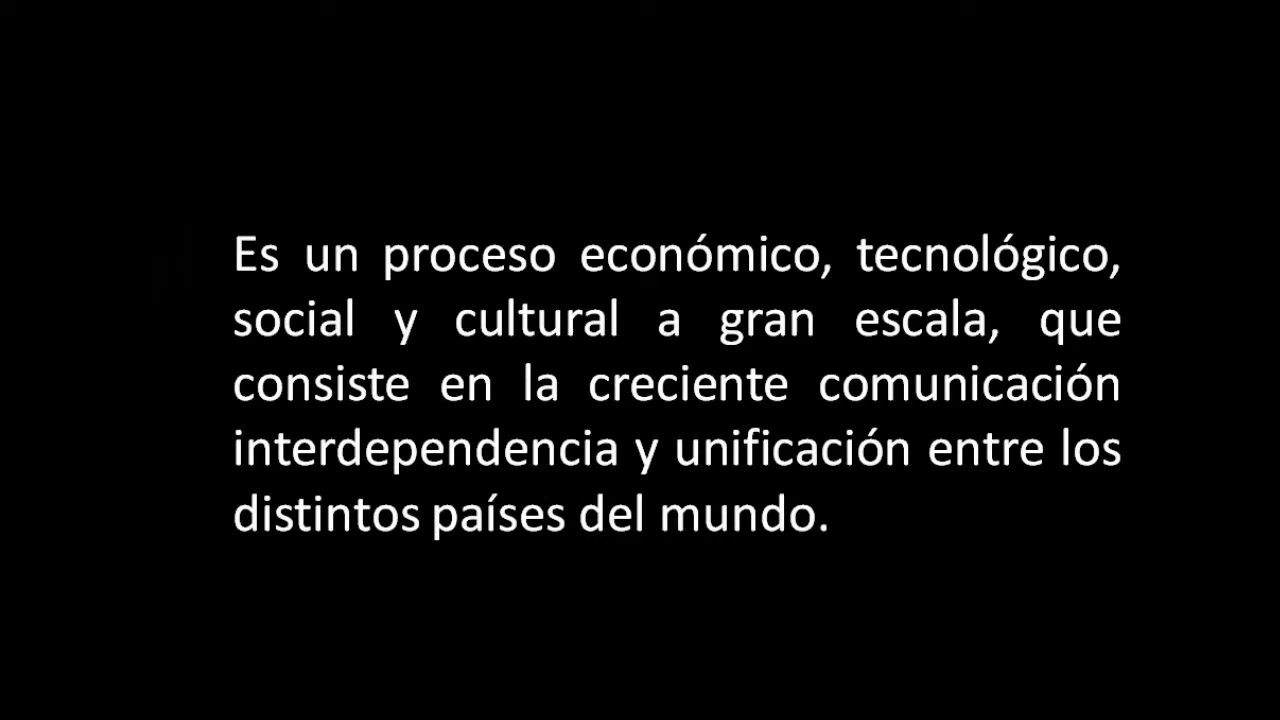 Es un proceso económico, tecnológico,
social y cultural a gran escala, que
consiste en la creciente comunicación
interdependencia y unificación entre los
distintos países del mundo.